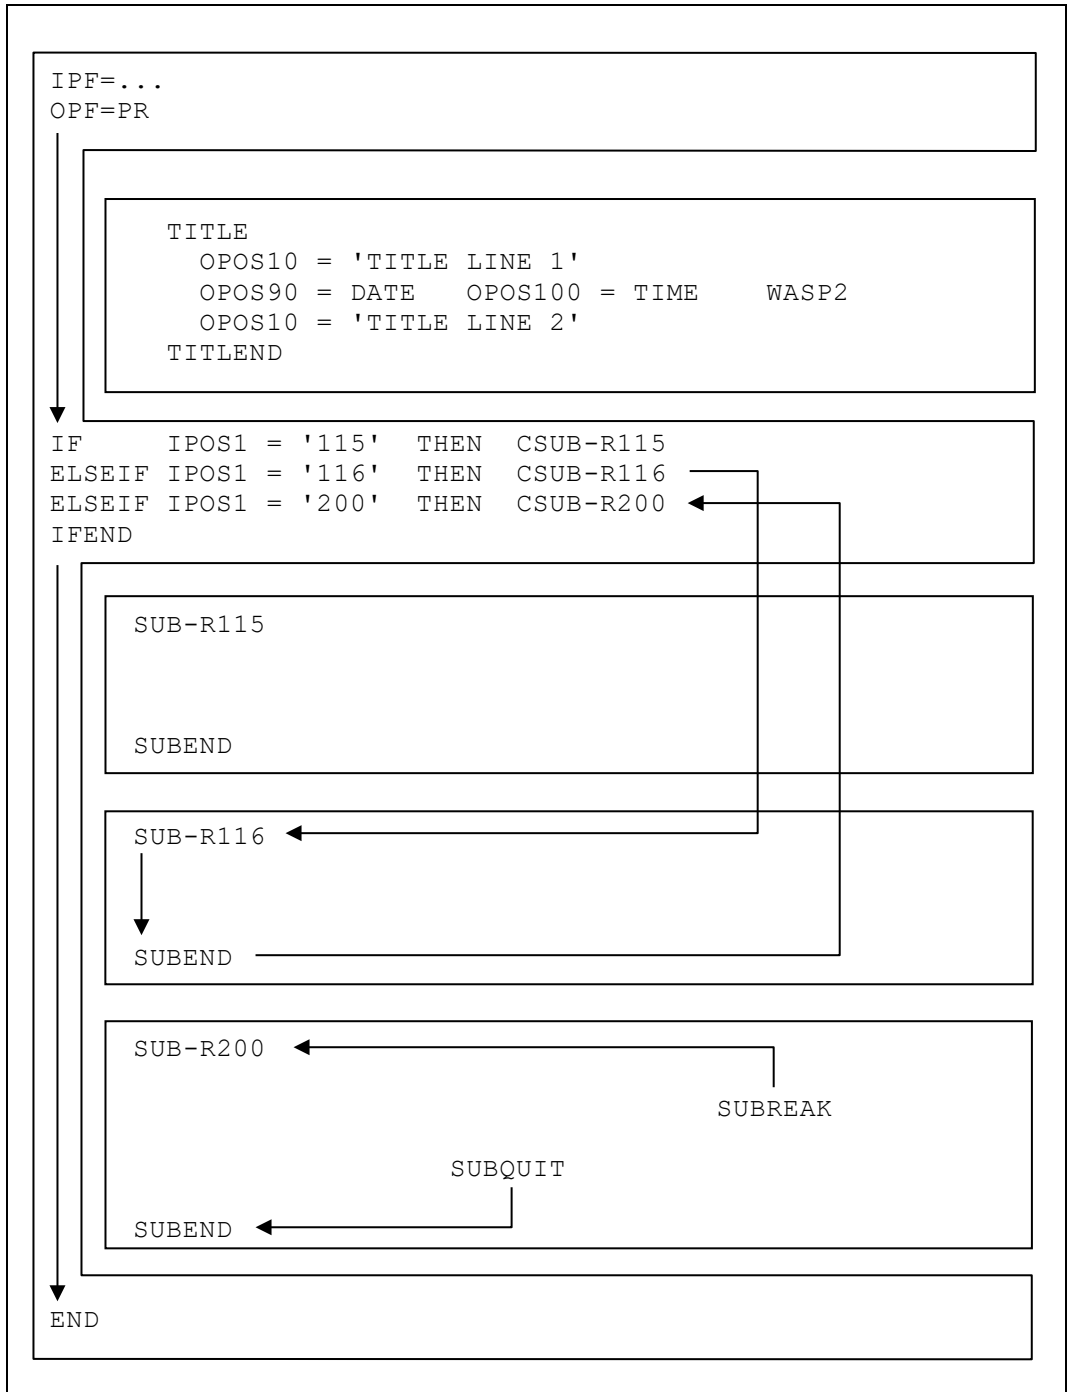 IPF=...
OPF=PR
TITLE
OPOS10 = 'TITLE LINE 1'
OPOS90 = DATE   OPOS100 = TIME    WASP2
OPOS10 = 'TITLE LINE 2'
TITLEND
IF     IPOS1 = '115'  THEN  CSUB-R115
ELSEIF IPOS1 = '116'  THEN  CSUB-R116
ELSEIF IPOS1 = '200'  THEN  CSUB-R200
IFEND
SUB-R115
SUBEND
SUB-R116
SUBEND
SUB-R200
SUBREAK
SUBQUIT
SUBEND
END